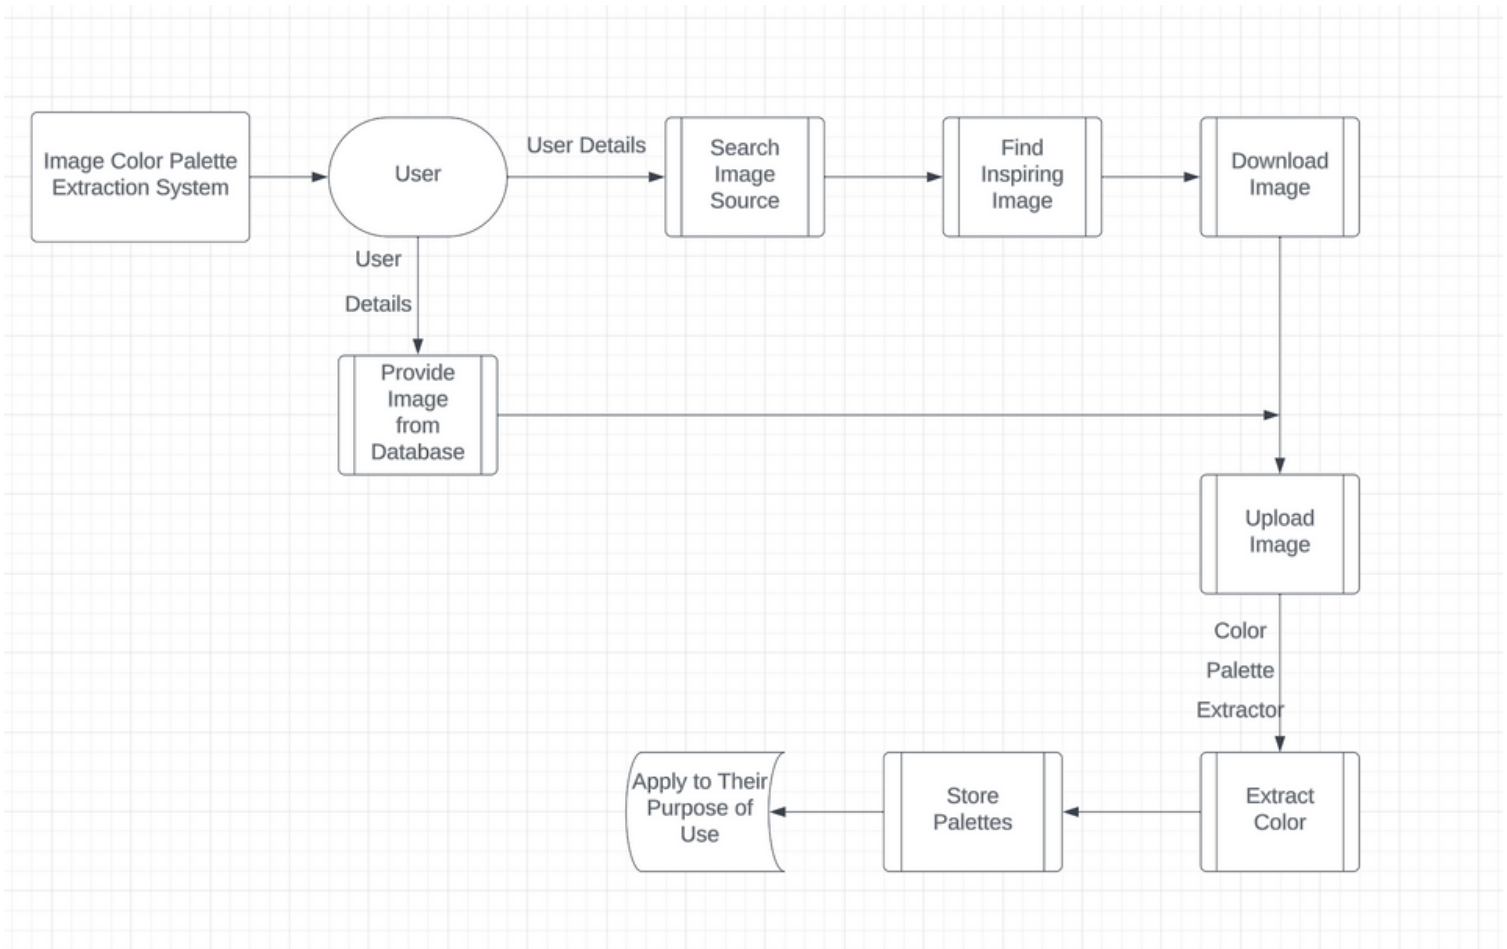 Image Color Palette
Extraction System
User
User Details
Search
Image
Source
Find
Inspiring
Image
Download
Image
User
Details
Provide
Image
from
Database
Upload
Image
Color
Palette
Extractor
Extract
Color
Store
Palettes
Apply to Their
Purpose of
Use